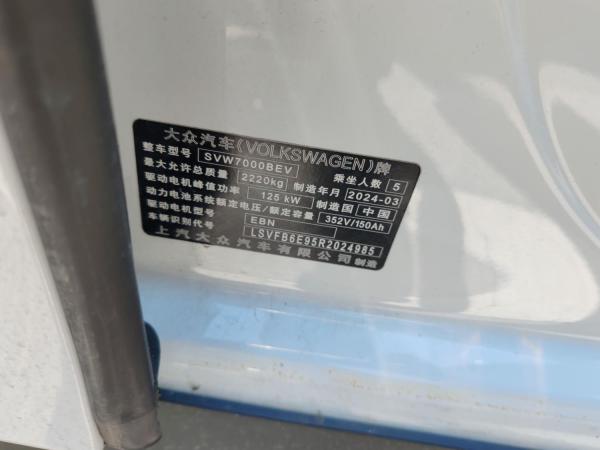 大众汽车(VOLKSWAGEN)牌
整车型号 SVW7000BEV 乘坐人数 5
最大允许总质量 2220kg 制造年月 2024-03
驱动电机峰值功率 125 kW 制造国 中国
动力电池系统额定电压/额定容量 352V/150Ah
驱动电机型号 EBN
车辆识别代号 LSVFB6E95R2024985
上汽大众汽车有限公司制造